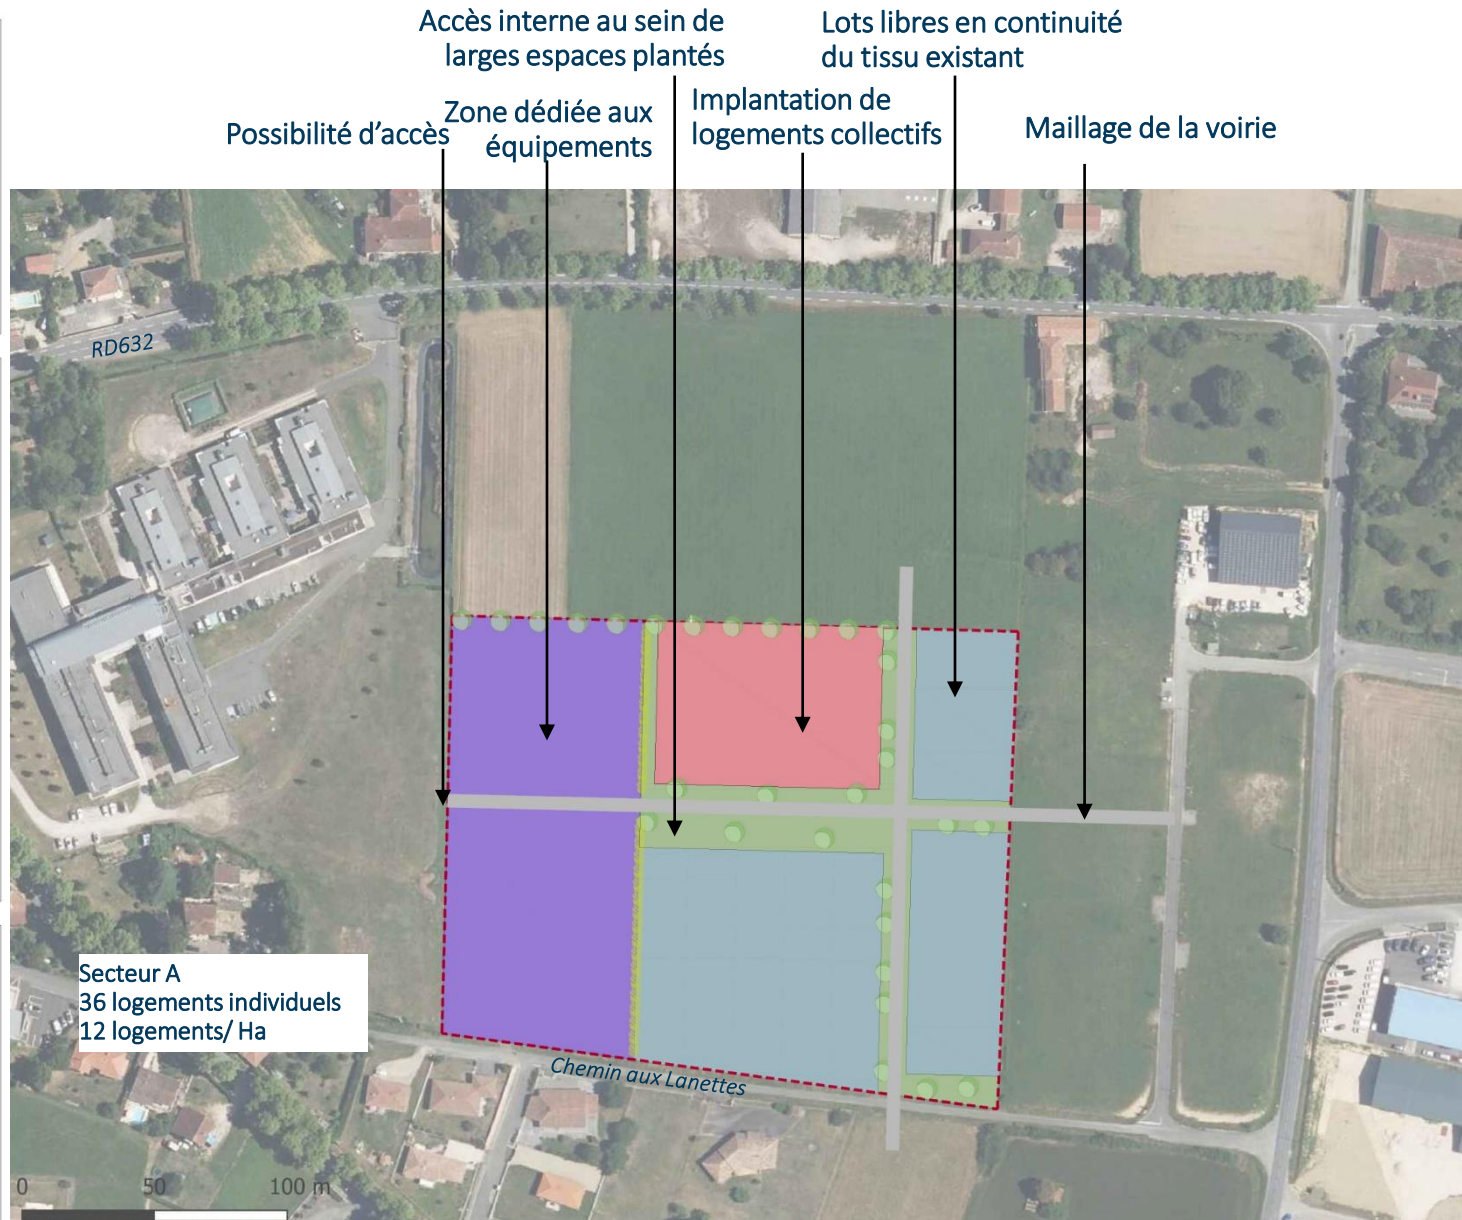 Accès interne au sein de
larges espaces plantés
Lots libres en continuité
du tissu existant
Possibilité d’accès
Zone dédiée aux
équipements
Implantation de
logements collectifs
Maillage de la voirie
RD632
Secteur A
36 logements individuels
12 logements/ Ha
Chemin aux Lanettes
0 50 100 m